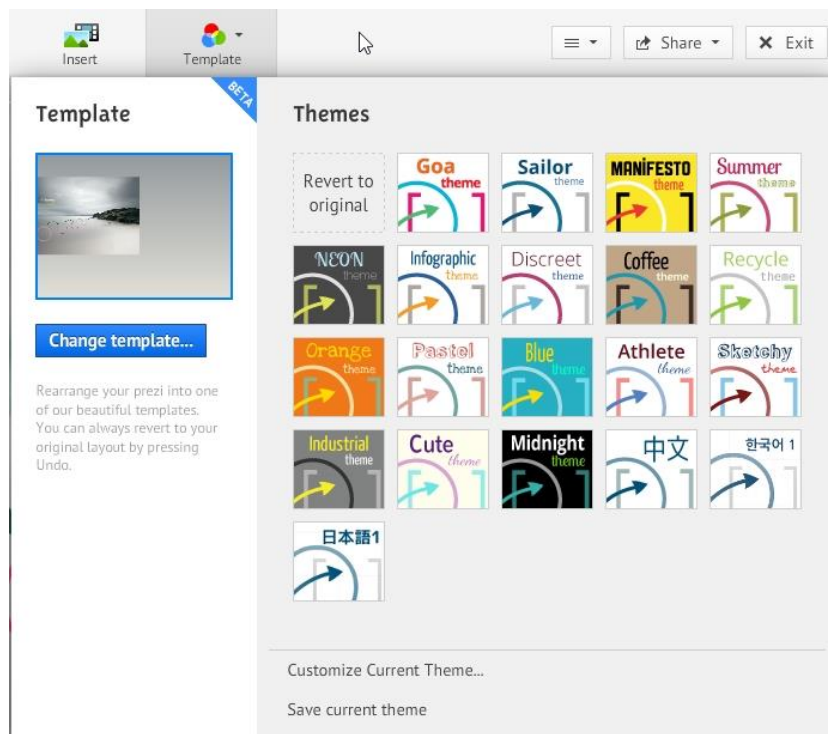 Insert
Template
Share
Exit
BETA
Template
Change template...
Rearrange your prezi into one
of our beautiful templates.
You can always revert to your
original layout by pressing
Undo.
Themes
Revert to
original
Goa
theme
Sailor
theme
MANiFESTO
theme
Summer
theme
NEON
theme
Infographic
theme
Discreet
theme
Coffee
theme
Recycle
theme
Orange
theme
Pastel
theme
Blue
theme
Athlete
theme
Sketchy
theme
Industrial
theme
Cute
theme
Midnight
theme
中文
한국어 1
日本語1
Customize Current Theme...
Save current theme